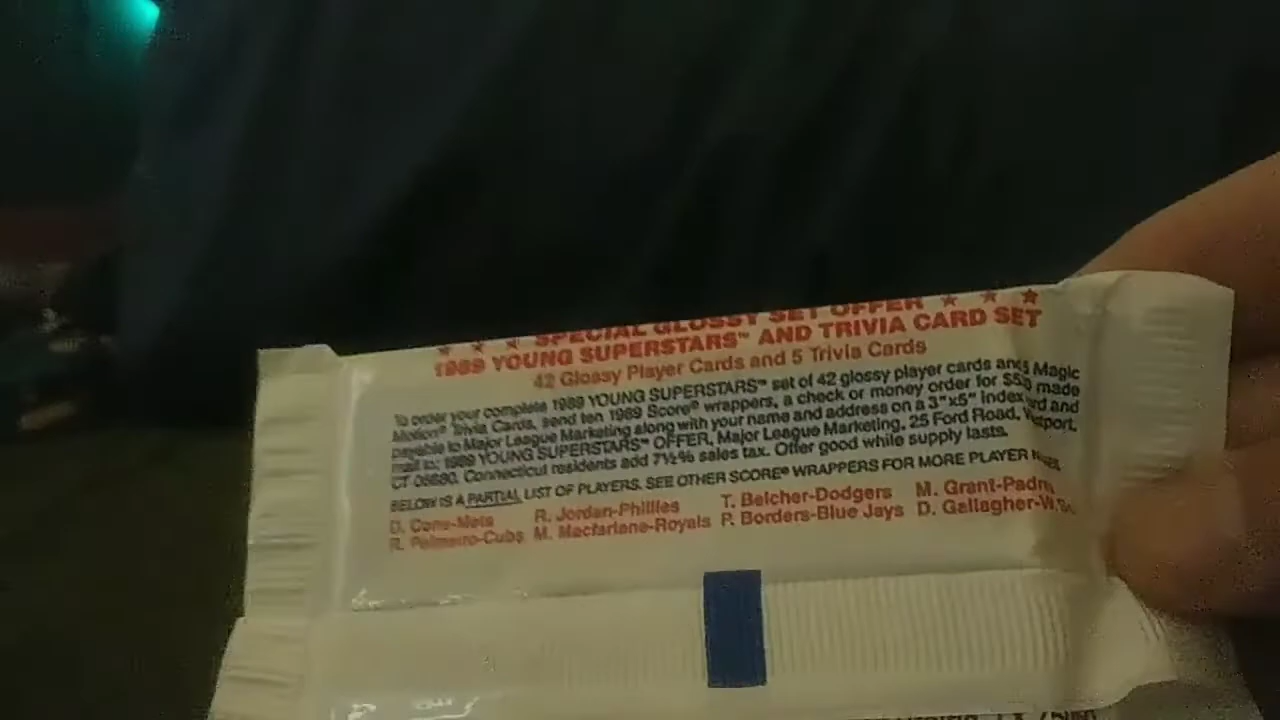 ★ ★ ★ SPECIAL GLOSSY SET OFFER ★ ★ ★
1989 YOUNG SUPERSTARS™ AND TRIVIA CARD SET
42 Glossy Player Cards and 5 Trivia Cards
To order your complete 1989 YOUNG SUPERSTARS™ set of 42 glossy player cards and 5 Magic
Motion® Trivia Cards, send ten 1989 Score® wrappers, a check or money order for made
payable to Major League Marketing along with your name and address on a 3"x5" index and
mail to: 1989 YOUNG SUPERSTARS™ OFFER, Major League Marketing, 25 Ford Road,
CT Connecticut residents add 7½% sales tax. Offer good while supply lasts.
BELOW IS A PARTIAL LIST OF PLAYERS. SEE OTHER SCORE® WRAPPERS FOR MORE PLAYER
D. Cone-Mets R. Jordan-Phillies T. Belcher-Dodgers M. Grant-Padr
R. Palmeiro-Cubs M. Macfarlane-Royals P. Borders-Blue Jays D. Gallagher-W.